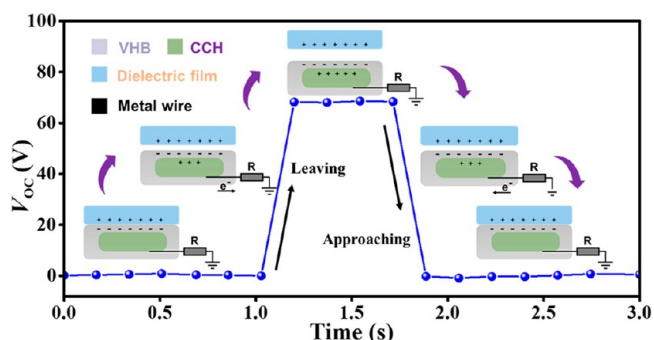 100
80
60
40
20
0
V_OC (V)
VHB
CCH
Dielectric film
Metal wire
+ + + + + +
- - - - - -
+ + + + +
R
+ + + + + +
- - - - - -
+ + +
R
e⁻
+ + + + + +
- - - - - -
R
Leaving
Approaching
+ + + + + +
- - - - - -
+ + +
R
e⁻
+ + + + + +
- - - - - -
R
0.0
0.5
1.0
1.5
2.0
2.5
3.0
Time (s)